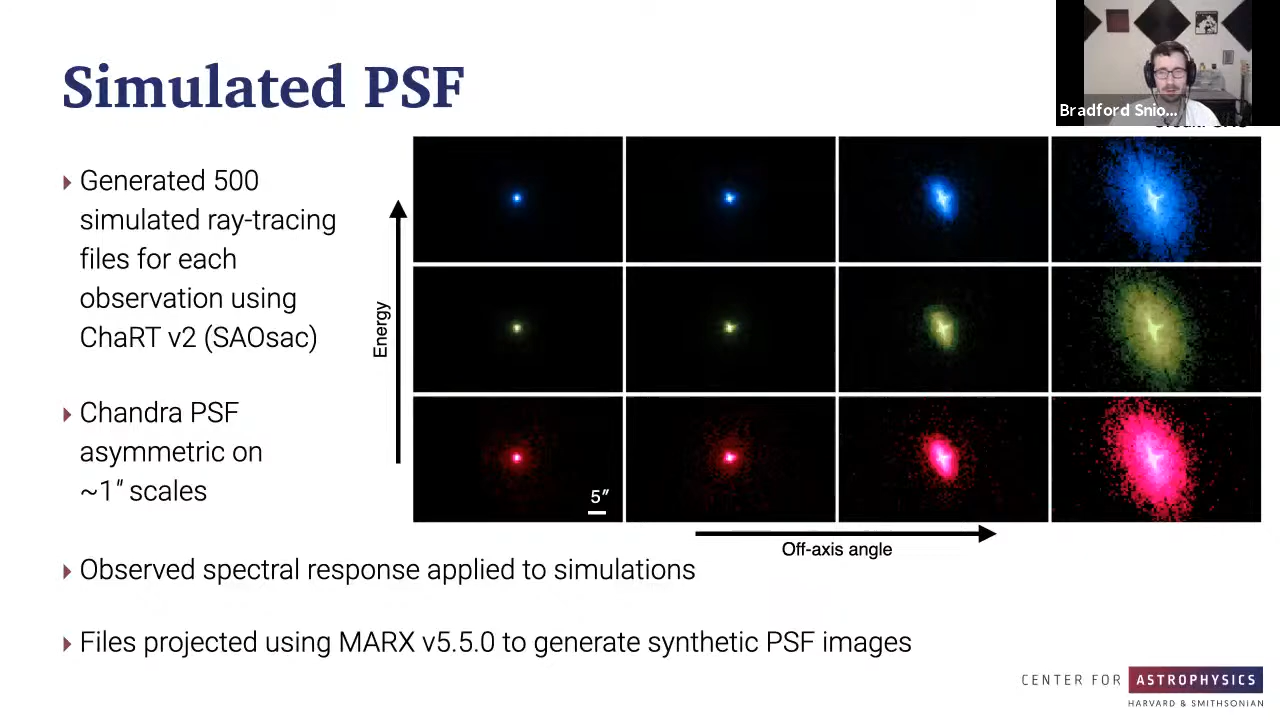 Simulated PSF
Bradford Snio...
Generated 500
simulated ray-tracing
files for each
observation using
ChaRT v2 (SAOsac)
Chandra PSF
asymmetric on
~1″ scales
Energy
5″
Off-axis angle
Observed spectral response applied to simulations
Files projected using MARX v5.5.0 to generate synthetic PSF images
CENTER FOR ASTROPHYSICS
HARVARD & SMITHSONIAN